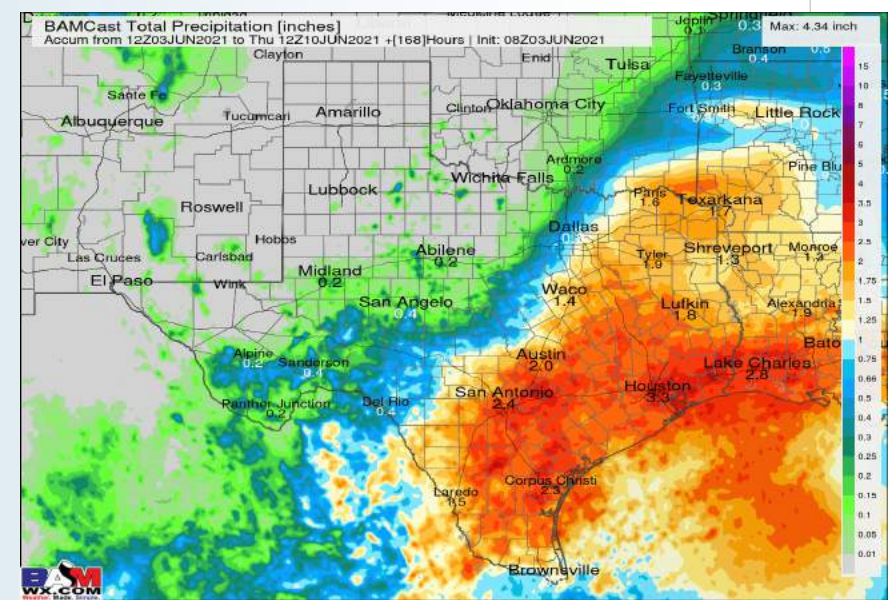 BAMCast Total Precipitation [inches]
Accum from 12Z03JUN2021 to Thu 12Z10JUN2021 +[168]Hours | Init: 08Z03JUN2021
Max: 4.34 inch
Joplin
0.1
Springfield
0.3
Branson
0.4
0.5
Clayton
Enid
Tulsa
Fayetteville
0.3
Santa Fe
Albuquerque
Tucumcari
Amarillo
Clinton
Oklahoma City
Fort Smith
Little Rock
Ardmore
0.2
Pine Blu
Wichita Falls
Lubbock
Roswell
Paris
1.6
Texarkana
1.7
ver City
Las Cruces
Carlsbad
Hobbs
Dallas
Abilene
0.2
Tyler
1.9
Shreveport
1.3
Monroe
1.3
El Paso
Wink
Midland
0.2
San Angelo
0.4
Waco
1.4
Lufkin
1.8
Alexandria
1.9
Bato
Alpine
0.2
Sanderson
Austin
2.0
Lake Charles
2.8
Panther Junction
0.2
Del Rio
0.4
San Antonio
2.4
Houston
3.3
Laredo
1.5
Corpus Christi
2.3
Brownsville
15
10
8
7
6
5
4
3.5
3
2.5
2
1.75
1.5
1.25
1
0.75
0.66
0.5
0.4
0.3
0.25
0.2
0.15
0.1
0.05
0.01
BAM
WX.COM